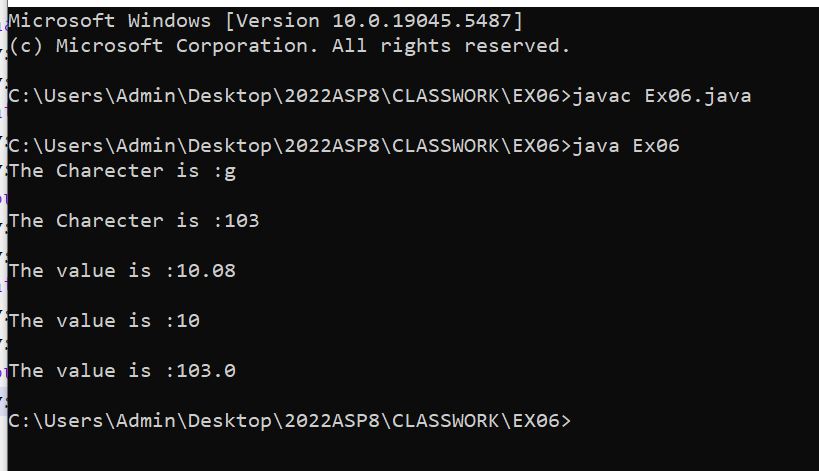 Microsoft Windows [Version 10.0.19045.5487]
(c) Microsoft Corporation. All rights reserved.
C:\Users\Admin\Desktop\2022ASP8\CLASSWORK\EX06>javac Ex06.java
C:\Users\Admin\Desktop\2022ASP8\CLASSWORK\EX06>java Ex06
The Charecter is :g
The Charecter is :103
The value is :10.08
The value is :10
The value is :103.0
C:\Users\Admin\Desktop\2022ASP8\CLASSWORK\EX06>